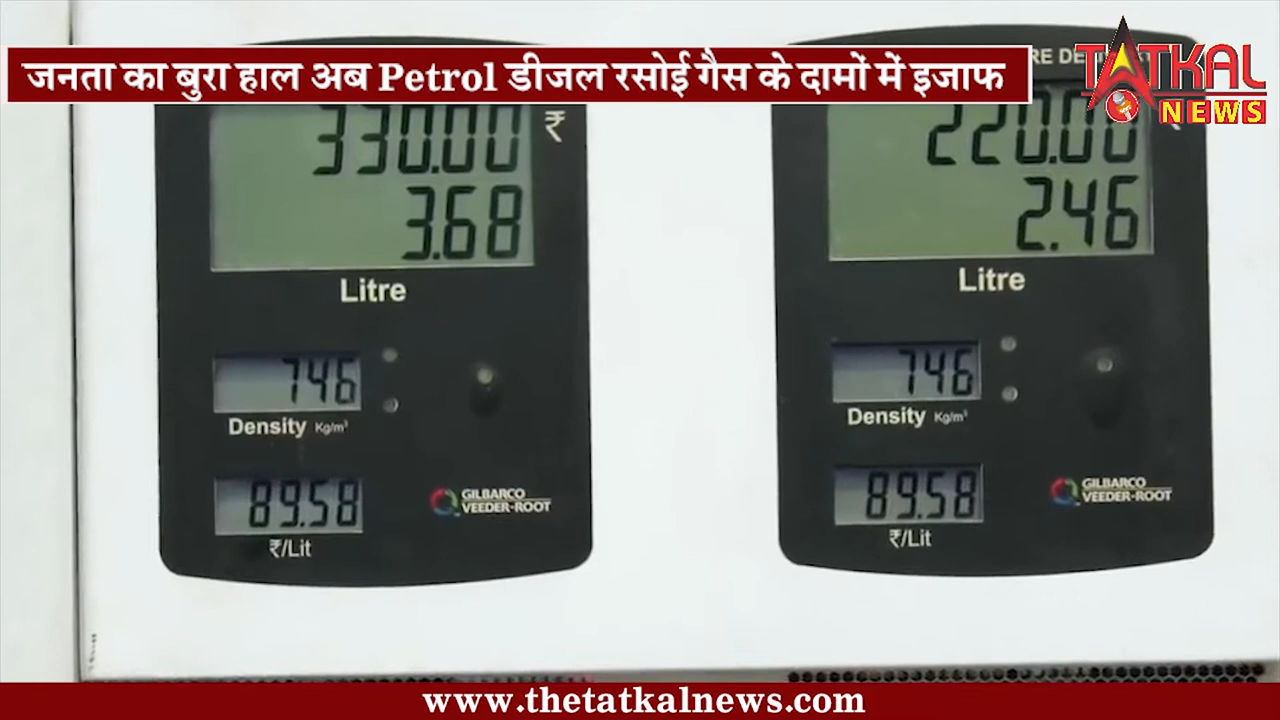 जनता का बुरा हाल अब Petrol डीजल रसोई गैस के दामों में इजाफ
TATKAL
NEWS
330.00 ₹
3.68
Litre
746
Density Kg/m³
89.58
₹/Lit
GILBARCO
VEEDER-ROOT
220.00
2.46
Litre
746
Density Kg/m³
89.58
₹/Lit
GILBARCO
VEEDER-ROOT
www.thetatkalnews.com